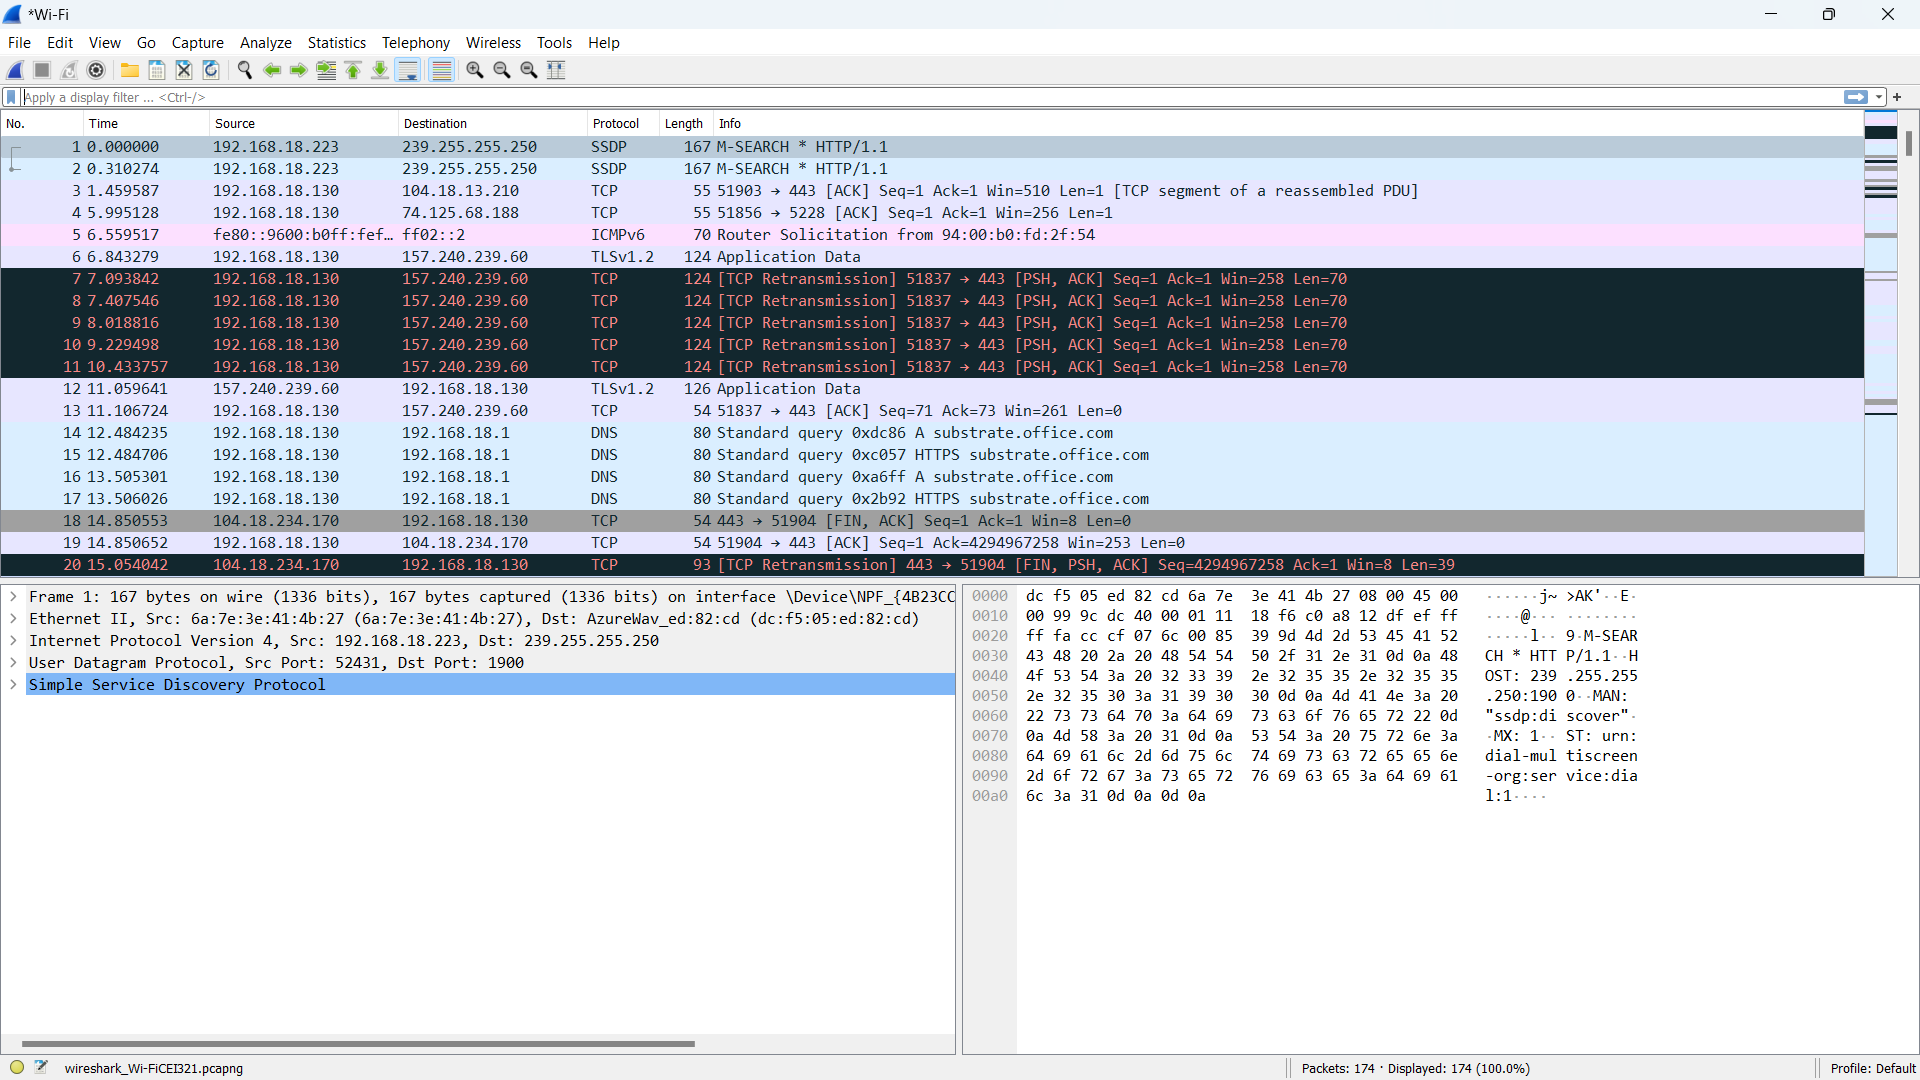 *Wi-Fi
File Edit View Go Capture Analyze Statistics Telephony Wireless Tools Help
Apply a display filter ... <Ctrl-/>
No. Time Source Destination Protocol Length Info
1 0.000000 192.168.18.223 239.255.255.250 SSDP 167 M-SEARCH * HTTP/1.1
2 0.310274 192.168.18.223 239.255.255.250 SSDP 167 M-SEARCH * HTTP/1.1
3 1.459587 192.168.18.130 104.18.13.210 TCP 55 51903 → 443 [ACK] Seq=1 Ack=1 Win=510 Len=1 [TCP segment of a reassembled PDU]
4 5.995128 192.168.18.130 74.125.68.188 TCP 55 51856 → 5228 [ACK] Seq=1 Ack=1 Win=256 Len=1
5 6.559517 fe80::9600:b0ff:fef… ff02::2 ICMPv6 70 Router Solicitation from 94:00:b0:fd:2f:54
6 6.843279 192.168.18.130 157.240.239.60 TLSv1.2 124 Application Data
7 7.093842 192.168.18.130 157.240.239.60 TCP 124 [TCP Retransmission] 51837 → 443 [PSH, ACK] Seq=1 Ack=1 Win=258 Len=70
8 7.407546 192.168.18.130 157.240.239.60 TCP 124 [TCP Retransmission] 51837 → 443 [PSH, ACK] Seq=1 Ack=1 Win=258 Len=70
9 8.018816 192.168.18.130 157.240.239.60 TCP 124 [TCP Retransmission] 51837 → 443 [PSH, ACK] Seq=1 Ack=1 Win=258 Len=70
10 9.229498 192.168.18.130 157.240.239.60 TCP 124 [TCP Retransmission] 51837 → 443 [PSH, ACK] Seq=1 Ack=1 Win=258 Len=70
11 10.433757 192.168.18.130 157.240.239.60 TCP 124 [TCP Retransmission] 51837 → 443 [PSH, ACK] Seq=1 Ack=1 Win=258 Len=70
12 11.059641 157.240.239.60 192.168.18.130 TLSv1.2 126 Application Data
13 11.106724 192.168.18.130 157.240.239.60 TCP 54 51837 → 443 [ACK] Seq=71 Ack=73 Win=261 Len=0
14 12.484235 192.168.18.130 192.168.18.1 DNS 80 Standard query 0xdc86 A substrate.office.com
15 12.484706 192.168.18.130 192.168.18.1 DNS 80 Standard query 0xc057 HTTPS substrate.office.com
16 13.505301 192.168.18.130 192.168.18.1 DNS 80 Standard query 0xa6ff A substrate.office.com
17 13.506026 192.168.18.130 192.168.18.1 DNS 80 Standard query 0x2b92 HTTPS substrate.office.com
18 14.850553 104.18.234.170 192.168.18.130 TCP 54 443 → 51904 [FIN, ACK] Seq=1 Ack=1 Win=8 Len=0
19 14.850652 192.168.18.130 104.18.234.170 TCP 54 51904 → 443 [ACK] Seq=1 Ack=4294967258 Win=253 Len=0
20 15.054042 104.18.234.170 192.168.18.130 TCP 93 [TCP Retransmission] 443 → 51904 [FIN, PSH, ACK] Seq=4294967258 Ack=1 Win=8 Len=39
Frame 1: 167 bytes on wire (1336 bits), 167 bytes captured (1336 bits) on interface \Device\NPF_{4B23CC
Ethernet II, Src: 6a:7e:3e:41:4b:27 (6a:7e:3e:41:4b:27), Dst: AzureWav_ed:82:cd (dc:f5:05:ed:82:cd)
Internet Protocol Version 4, Src: 192.168.18.223, Dst: 239.255.255.250
User Datagram Protocol, Src Port: 52431, Dst Port: 1900
Simple Service Discovery Protocol
0000 dc f5 05 ed 82 cd 6a 7e 3e 41 4b 27 08 00 45 00 ······j~ >AK'··E·
0010 00 99 9c dc 40 00 01 11 18 f6 c0 a8 12 df ef ff ····@··· ········
0020 ff fa cc cf 07 6c 00 85 39 9d 4d 2d 53 45 41 52 ·····l·· 9·M-SEAR
0030 43 48 20 2a 20 48 54 54 50 2f 31 2e 31 0d 0a 48 CH * HTT P/1.1··H
0040 4f 53 54 3a 20 32 33 39 2e 32 35 35 2e 32 35 35 OST: 239 .255.255
0050 2e 32 35 30 3a 31 39 30 30 0d 0a 4d 41 4e 3a 20 .250:190 0··MAN:
0060 22 73 73 64 70 3a 64 69 73 63 6f 76 65 72 22 0d "ssdp:di scover"·
0070 0a 4d 58 3a 20 31 0d 0a 53 54 3a 20 75 72 6e 3a ·MX: 1·· ST: urn:
0080 64 69 61 6c 2d 6d 75 6c 74 69 73 63 72 65 65 6e dial-mul tiscreen
0090 2d 6f 72 67 3a 73 65 72 76 69 63 65 3a 64 69 61 -org:ser vice:dia
00a0 6c 3a 31 0d 0a 0d 0a l:1····
wireshark_Wi-FiCEI321.pcapng
Packets: 174 · Displayed: 174 (100.0%)
Profile: Default